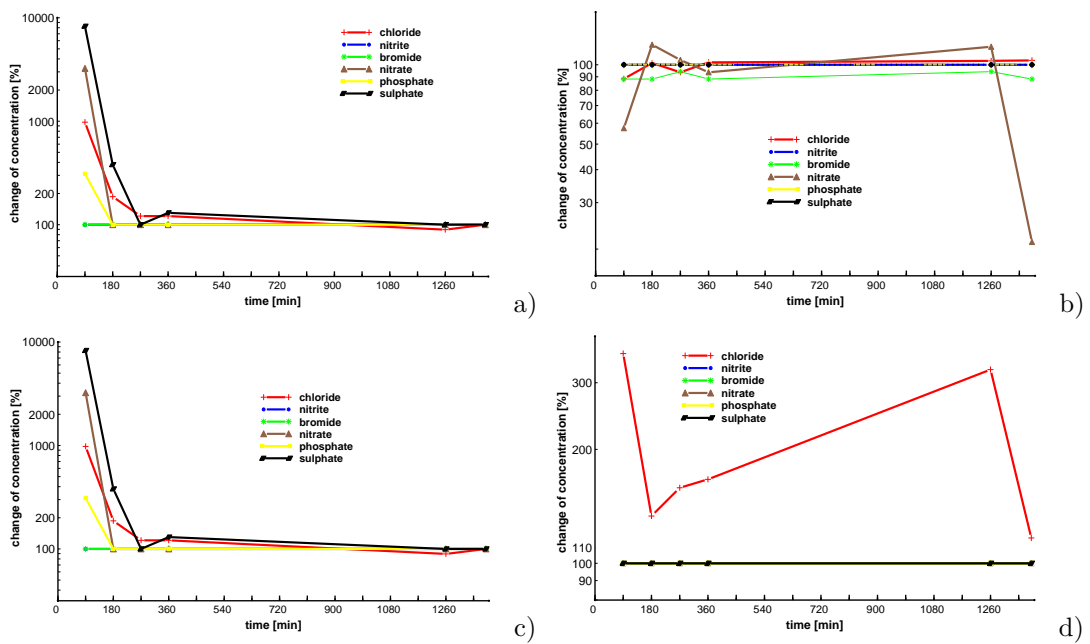 10000
2000
1000
200
100
change of concentration [%]
chloride
nitrite
bromide
nitrate
phosphate
sulphate
0 180 360 540 720 900 1080 1260
time [min]
a)
100
90
80
70
60
50
40
30
change of concentration [%]
chloride
nitrite
bromide
nitrate
phosphate
sulphate
0 180 360 540 720 900 1080 1260
time [min]
b)
10000
2000
1000
200
100
change of concentration [%]
chloride
nitrite
bromide
nitrate
phosphate
sulphate
0 180 360 540 720 900 1080 1260
time [min]
c)
300
200
110
100
90
change of concentration [%]
chloride
nitrite
bromide
nitrate
phosphate
sulphate
0 180 360 540 720 900 1080 1260
time [min]
d)